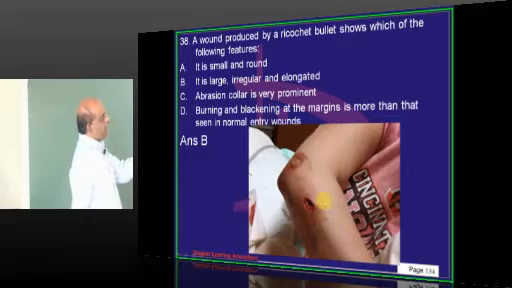 38. A wound produced by a ricochet bullet shows which of the
following features:
A. It is small and round
B. It is large, irregular and elongated
C. Abrasion collar is very prominent
D. Burning and blackening at the margins is more than that
seen in normal entry wounds
Ans B
CINCINNATI
Page 134